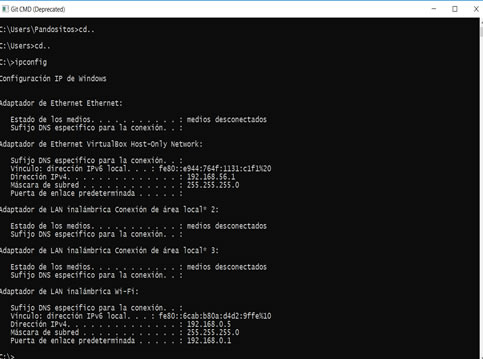 Git CMD (Deprecated)
C:\Users\Pandositos>cd..
C:\Users>cd..
C:\>ipconfig
Configuración IP de Windows
Adaptador de Ethernet Ethernet:
Estado de los medios. . . . . . . . . . . : medios desconectados
Sufijo DNS específico para la conexión. . :
Adaptador de Ethernet VirtualBox Host-Only Network:
Sufijo DNS específico para la conexión. . :
Vínculo: dirección IPv6 local. . . : fe80::e944:764f:1131:c1f1%20
Dirección IPv4. . . . . . . . . . . . . . : 192.168.56.1
Máscara de subred . . . . . . . . . . . . : 255.255.255.0
Puerta de enlace predeterminada . . . . . :
Adaptador de LAN inalámbrica Conexión de área local* 2:
Estado de los medios. . . . . . . . . . . : medios desconectados
Sufijo DNS específico para la conexión. . :
Adaptador de LAN inalámbrica Conexión de área local* 3:
Estado de los medios. . . . . . . . . . . : medios desconectados
Sufijo DNS específico para la conexión. . :
Adaptador de LAN inalámbrica Wi-Fi:
Sufijo DNS específico para la conexión. . :
Vínculo: dirección IPv6 local. . . : fe80::6cab:b80a:d4d2:9ffe%10
Dirección IPv4. . . . . . . . . . . . . . : 192.168.0.5
Máscara de subred . . . . . . . . . . . . : 255.255.255.0
Puerta de enlace predeterminada . . . . . : 192.168.0.1
C:\>